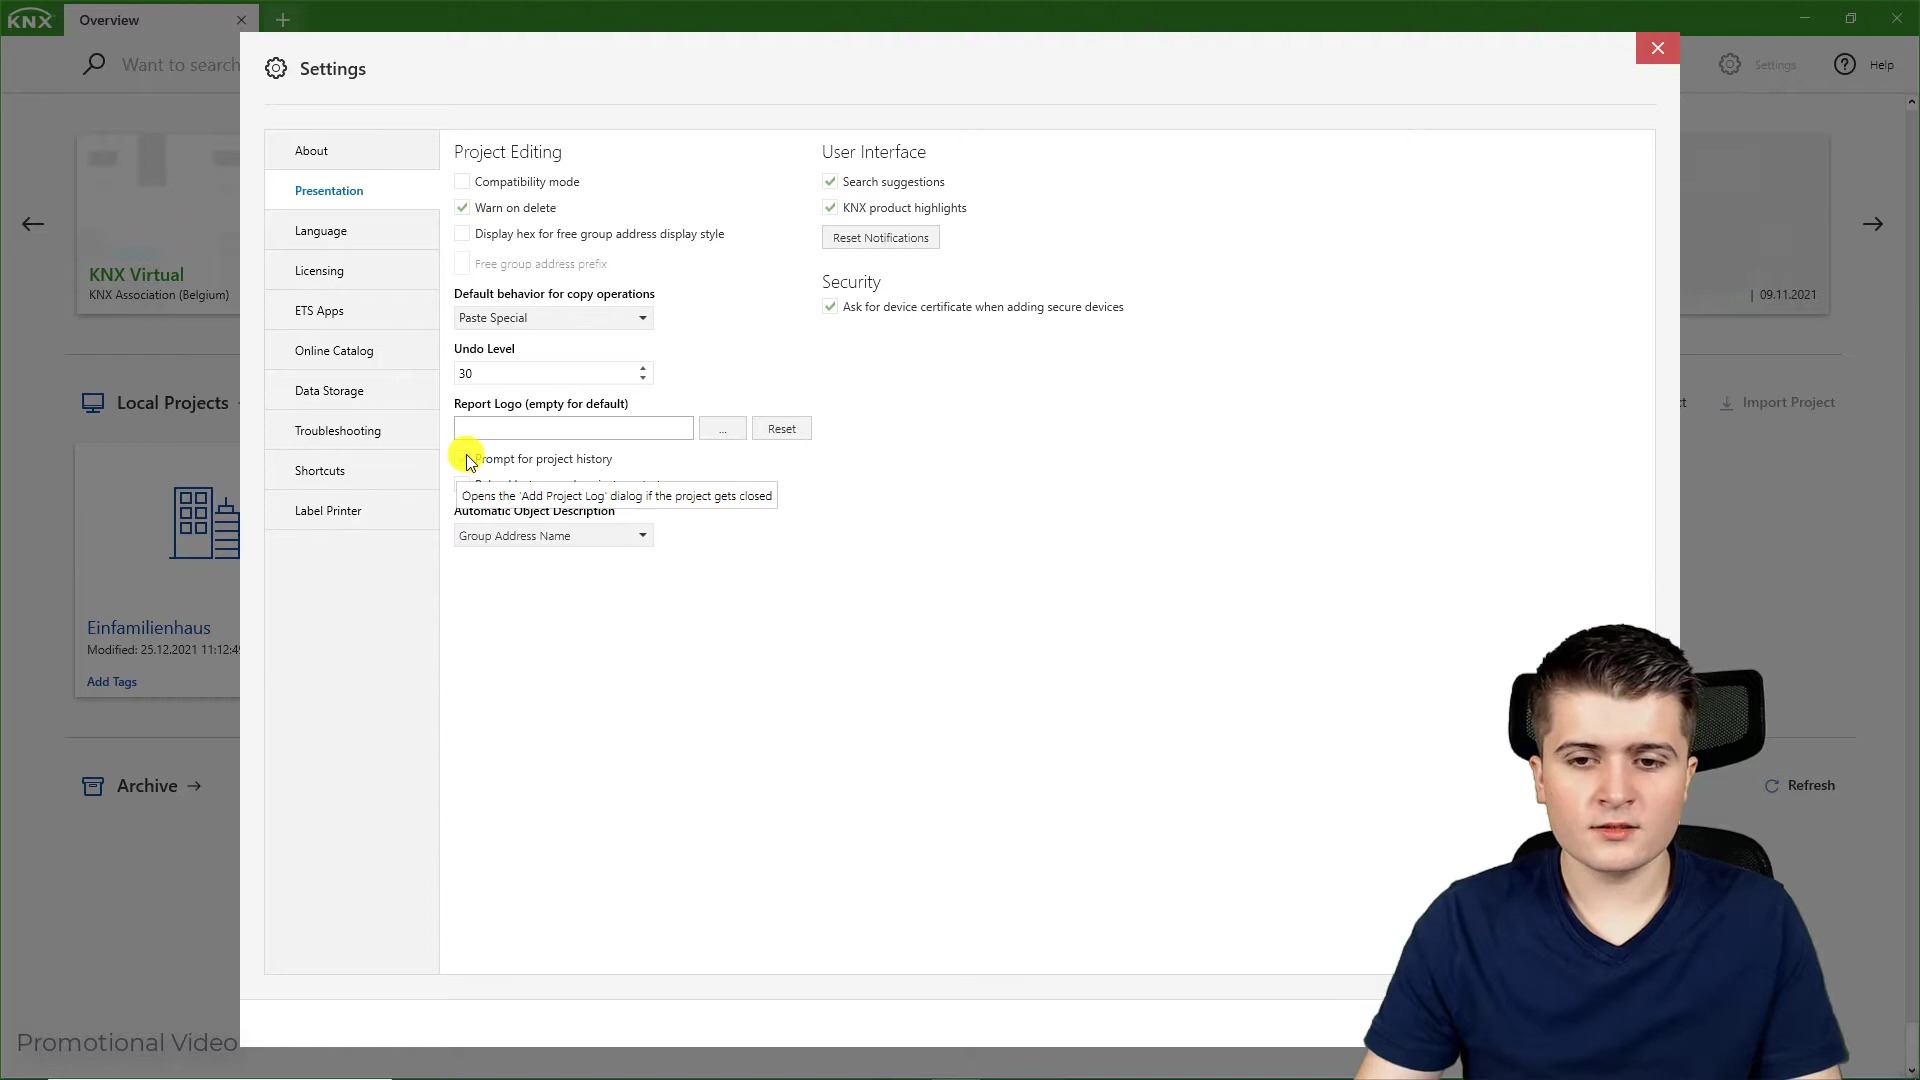 KNX
Overview
Want to search
Settings
Settings
Help
About
Presentation
Language
Licensing
ETS Apps
Online Catalog
Data Storage
Troubleshooting
Shortcuts
Label Printer
Project Editing
Compatibility mode
Warn on delete
Display hex for free group address display style
Free group address prefix
Default behavior for copy operations
Paste Special
Undo Level
30
Report Logo (empty for default)
...
Reset
Prompt for project history
Opens the 'Add Project Log' dialog if the project gets closed
Automatic Object Description
Group Address Name
User Interface
Search suggestions
KNX product highlights
Reset Notifications
Security
Ask for device certificate when adding secure devices
KNX Virtual
KNX Association (Belgium)
| 09.11.2021
Local Projects
Import Project
Einfamilienhaus
Modified: 25.12.2021 11:12:49
Add Tags
Archive
Refresh
Promotional Video